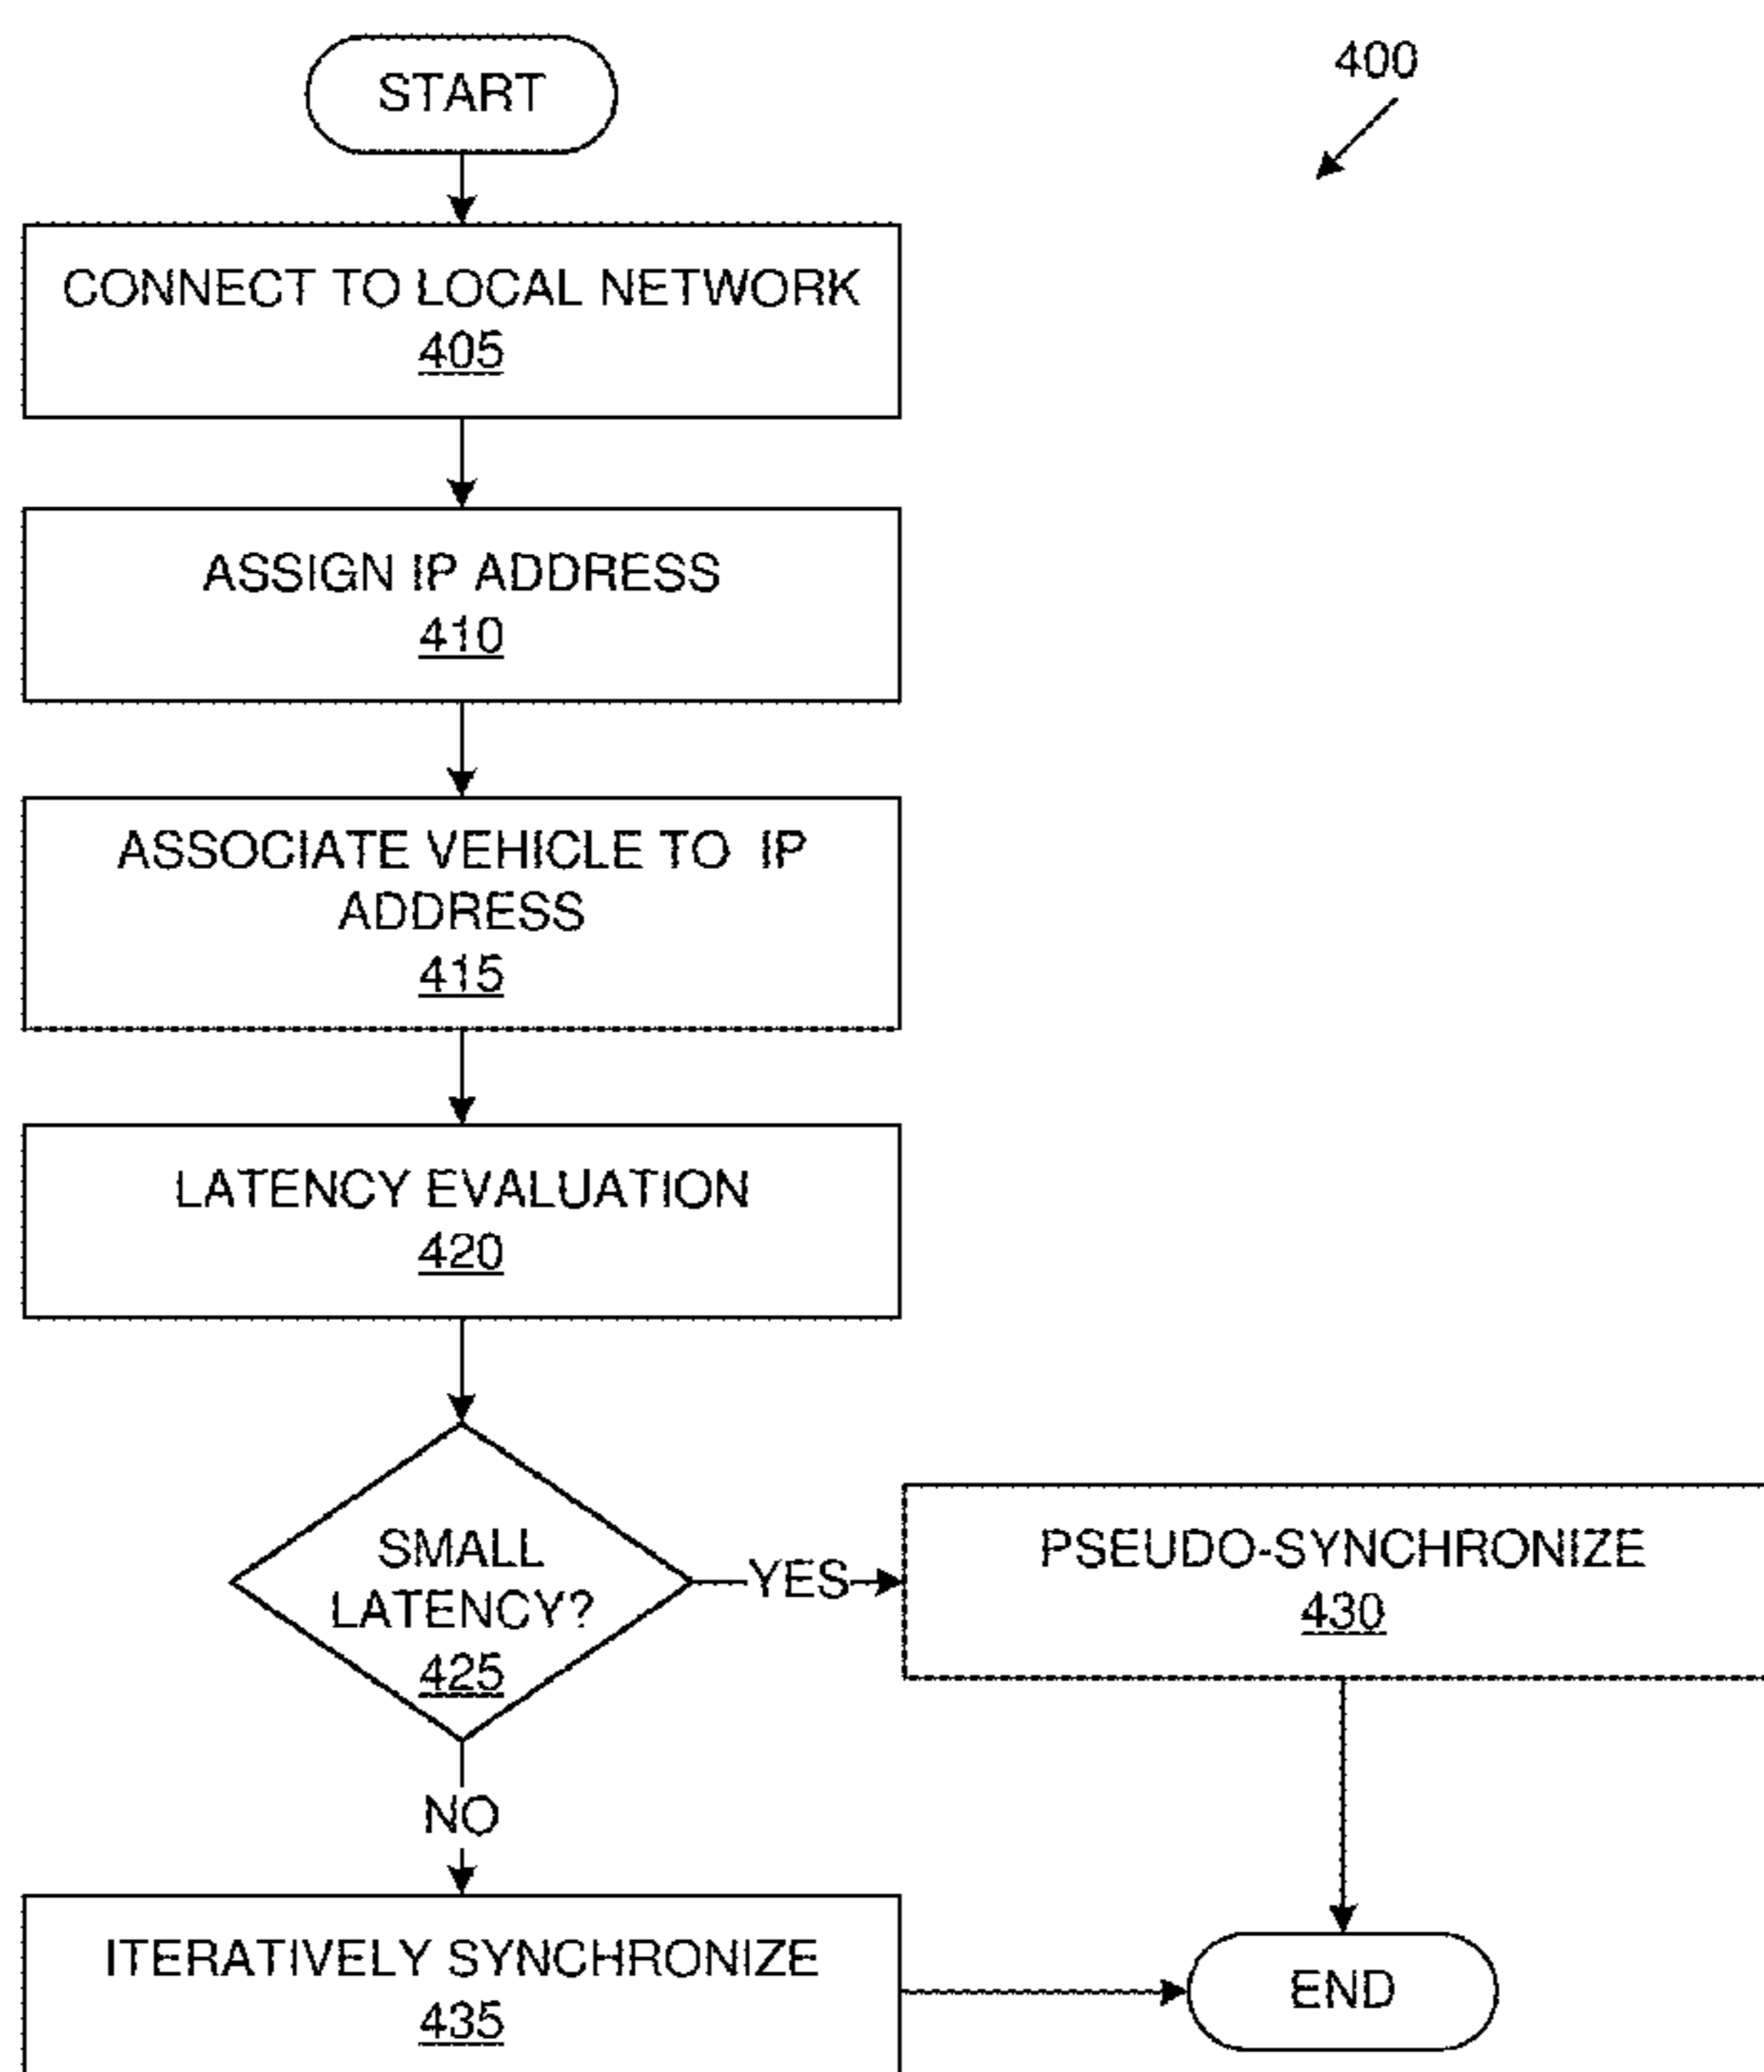 START
400
CONNECT TO LOCAL NETWORK
405
ASSIGN IP ADDRESS
410
ASSOCIATE VEHICLE TO IP
ADDRESS
415
LATENCY EVALUATION
420
SMALL
LATENCY?
425
YES
PSEUDO-SYNCHRONIZE
430
NO
ITERATIVELY SYNCHRONIZE
435
END